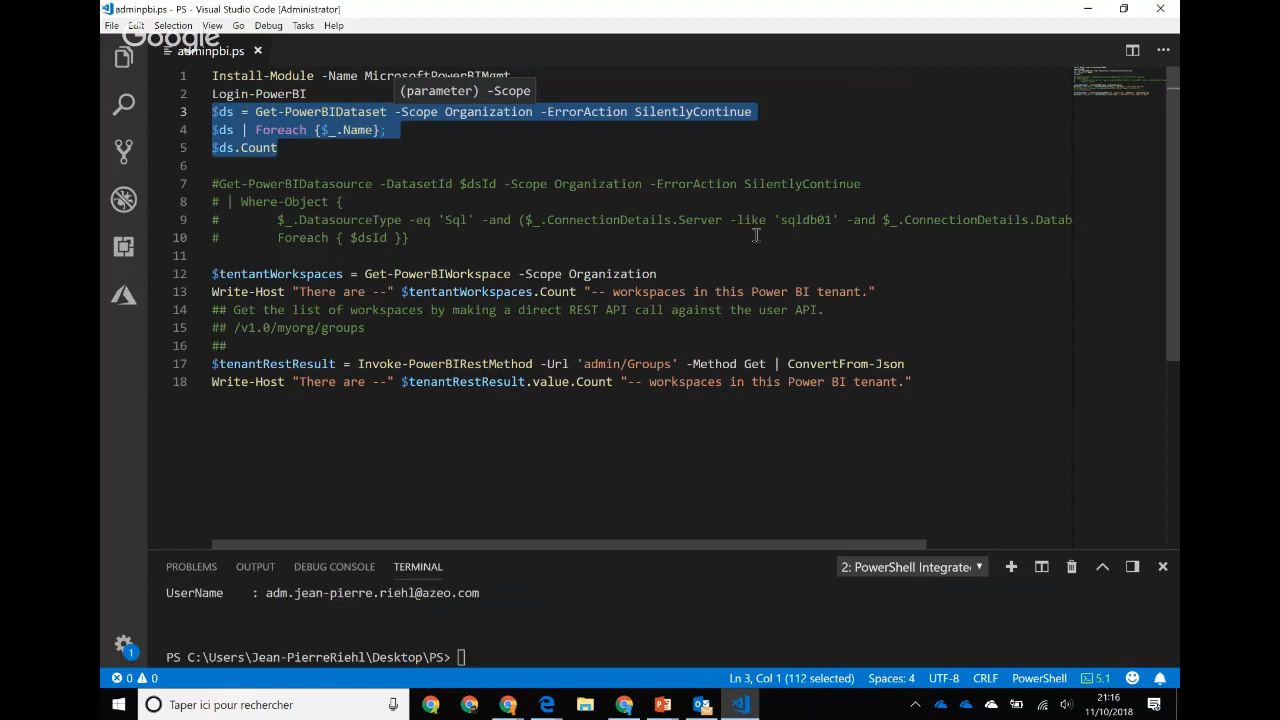 adminpbi.ps - PS - Visual Studio Code [Administrator]
File Edit Selection View Go Debug Tasks Help
Google
adminpbi.ps
1 Install-Module -Name MicrosoftPowerBIMgmt
(parameter) -Scope
2 Login-PowerBI
3 $ds = Get-PowerBIDataset -Scope Organization -ErrorAction SilentlyContinue
4 $ds | Foreach {$_.Name};
5 $ds.Count
6
7 #Get-PowerBIDatasource -DatasetId $dsId -Scope Organization -ErrorAction SilentlyContinue
8 # | Where-Object {
9 # $_.DatasourceType -eq 'Sql' -and ($_.ConnectionDetails.Server -like 'sqldb01' -and $_.ConnectionDetails.Datab
10 # Foreach { $dsId }}
11
12 $tentantWorkspaces = Get-PowerBIWorkspace -Scope Organization
13 Write-Host "There are --" $tentantWorkspaces.Count "-- workspaces in this Power BI tenant."
14 ## Get the list of workspaces by making a direct REST API call against the user API.
15 ## /v1.0/myorg/groups
16 ##
17 $tenantRestResult = Invoke-PowerBIRestMethod -Url 'admin/Groups' -Method Get | ConvertFrom-Json
18 Write-Host "There are --" $tenantRestResult.value.Count "-- workspaces in this Power BI tenant."
PROBLEMS OUTPUT DEBUG CONSOLE TERMINAL 2: PowerShell Integrate
UserName : adm.jean-pierre.riehl@azeo.com
PS C:\Users\Jean-PierreRiehl\Desktop\PS>
1
0 0 Ln 3, Col 1 (112 selected) Spaces: 4 UTF-8 CRLF PowerShell 5.1
Taper ici pour rechercher
21:16
11/10/2018